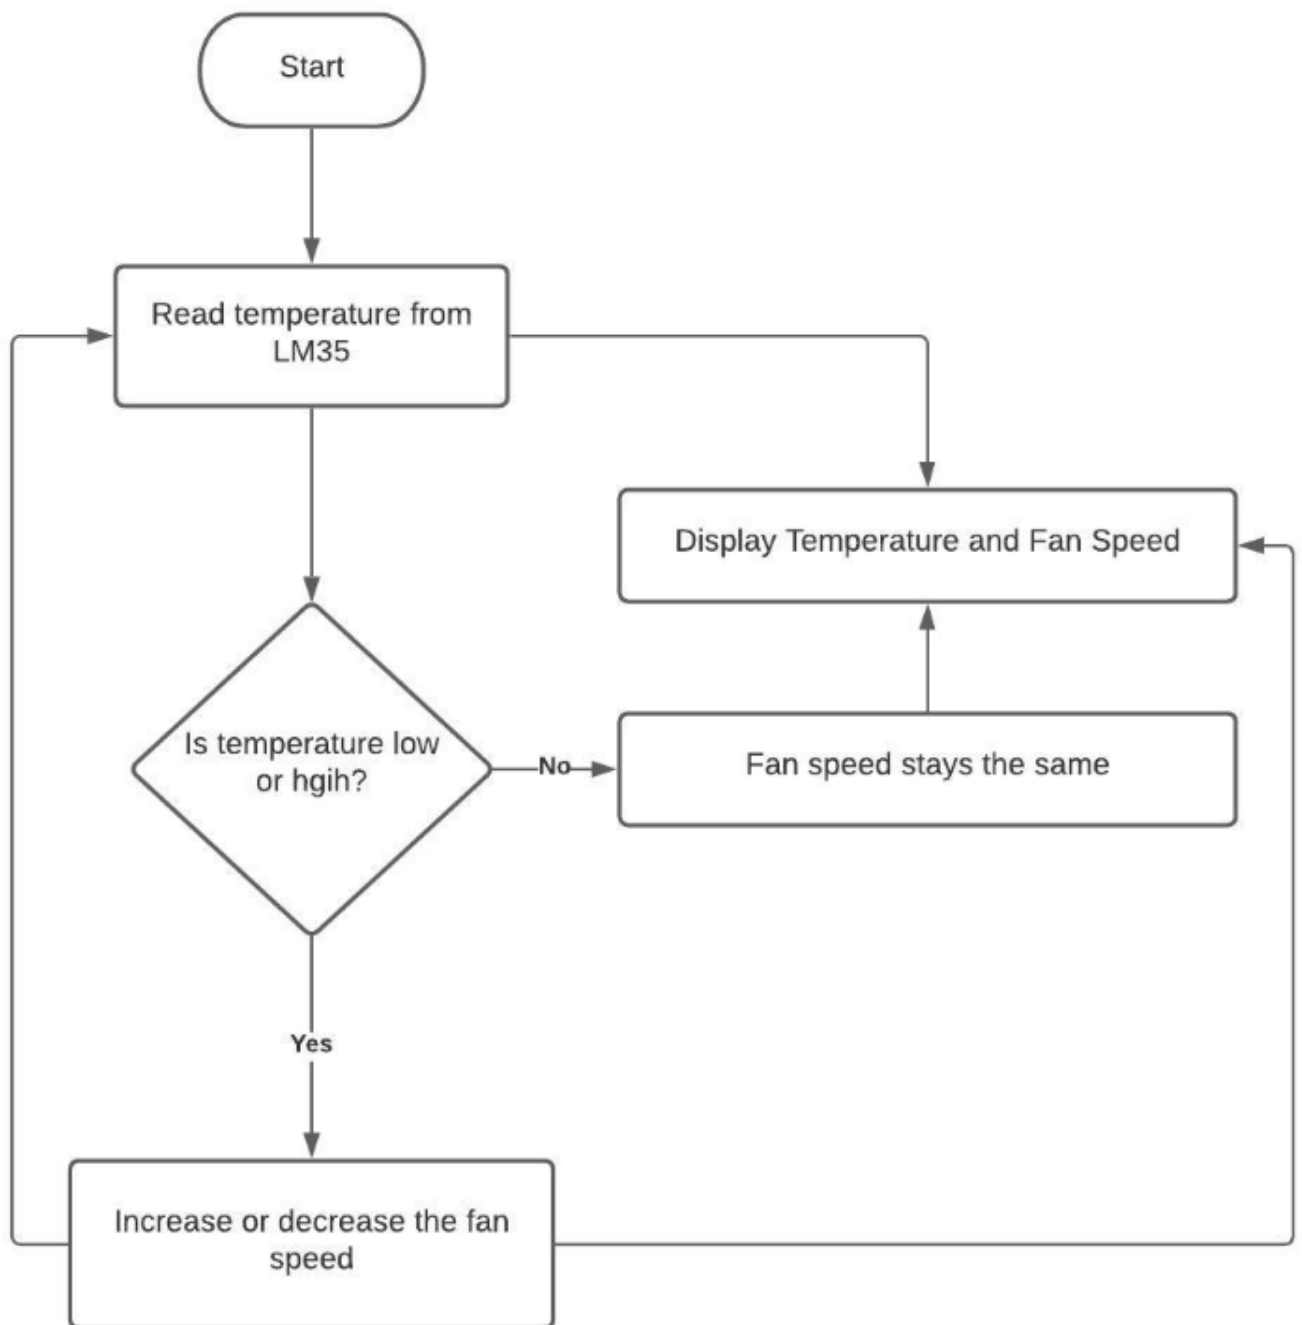 Start
Read temperature from
LM35
Display Temperature and Fan Speed
Is temperature low
or hgih?
No
Fan speed stays the same
Yes
Increase or decrease the fan
speed